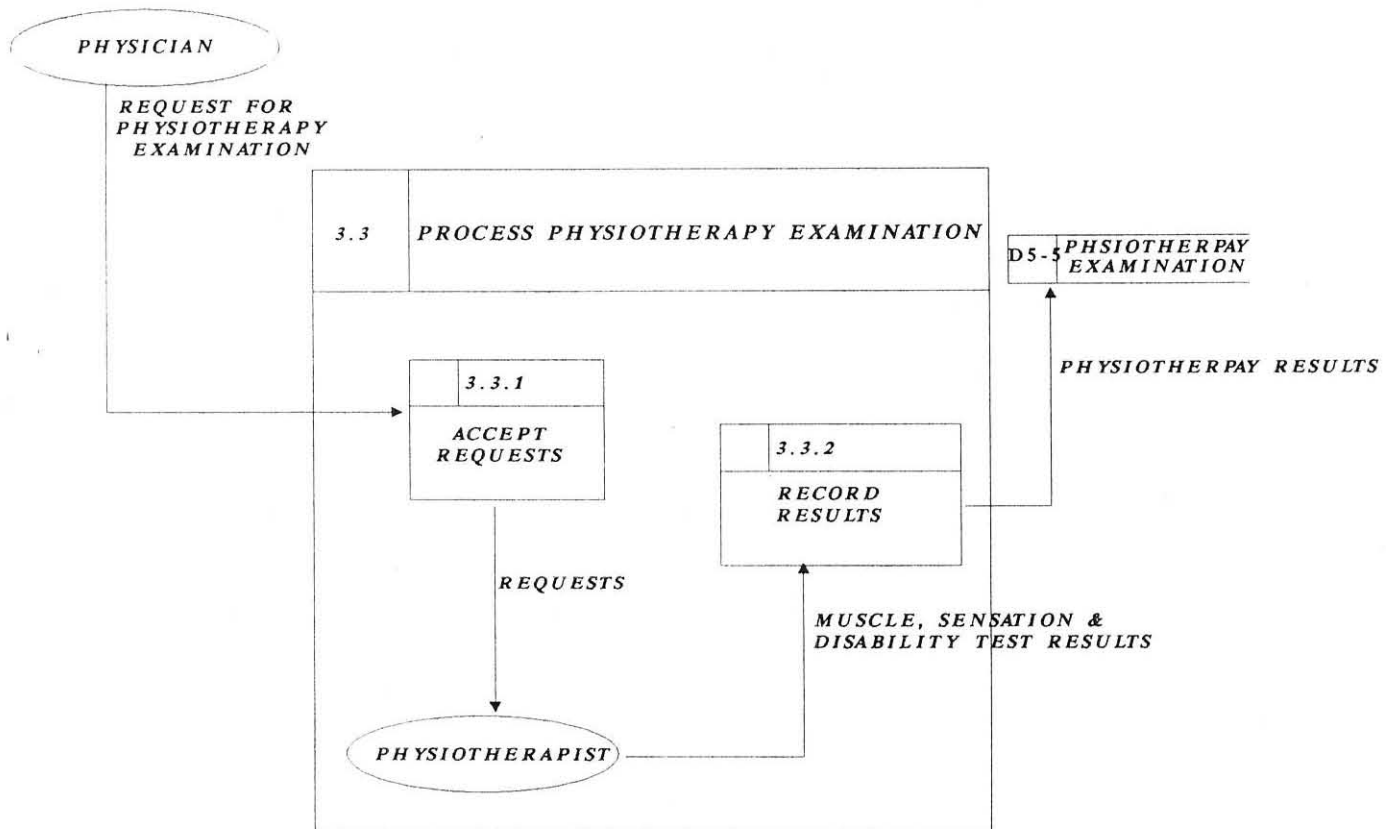 PHYSICIAN
REQUEST FOR
PHYSIOTHERAPY
EXAMINATION
3.3 PROCESS PHYSIOTHERAPY EXAMINATION
D5-5 PHSIOTHERPAY
EXAMINATION
PHYSIOTHERPAY RESULTS
3.3.1
ACCEPT
REQUESTS
3.3.2
RECORD
RESULTS
REQUESTS
MUSCLE, SENSATION &
DISABILITY TEST RESULTS
PHYSIOTHERAPIST